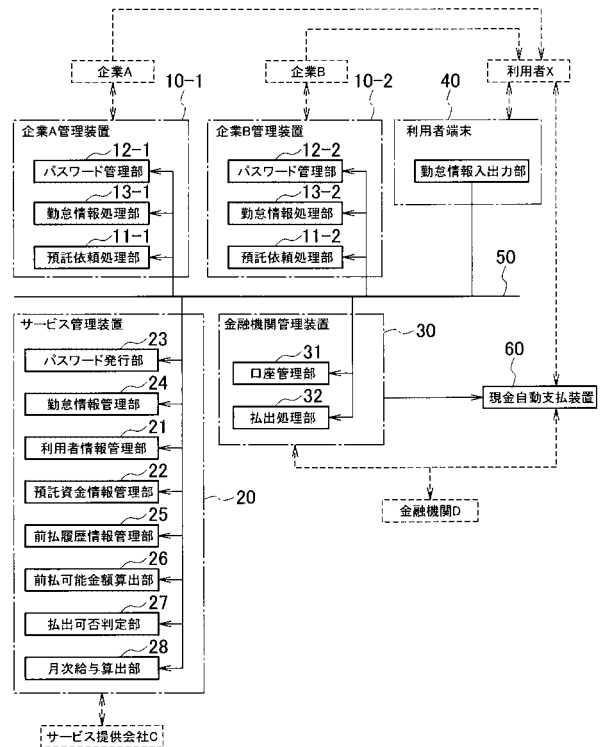 企業A
企業B
利用者X
10-1
10-2
40
企業A管理装置
12-1
パスワード管理部
13-1
勤怠情報処理部
11-1
預託依頼処理部
企業B管理装置
12-2
パスワード管理部
13-2
勤怠情報処理部
11-2
預託依頼処理部
利用者端末
勤怠情報入出力部
50
サービス管理装置
23
パスワード発行部
24
勤怠情報管理部
21
利用者情報管理部
22
預託資金情報管理部
25
前払履歴情報管理部
26
前払可能金額算出部
27
払出可否判定部
28
月次給与算出部
20
金融機関管理装置
30
31
口座管理部
32
払出処理部
60
現金自動支払装置
金融機関D
サービス提供会社C